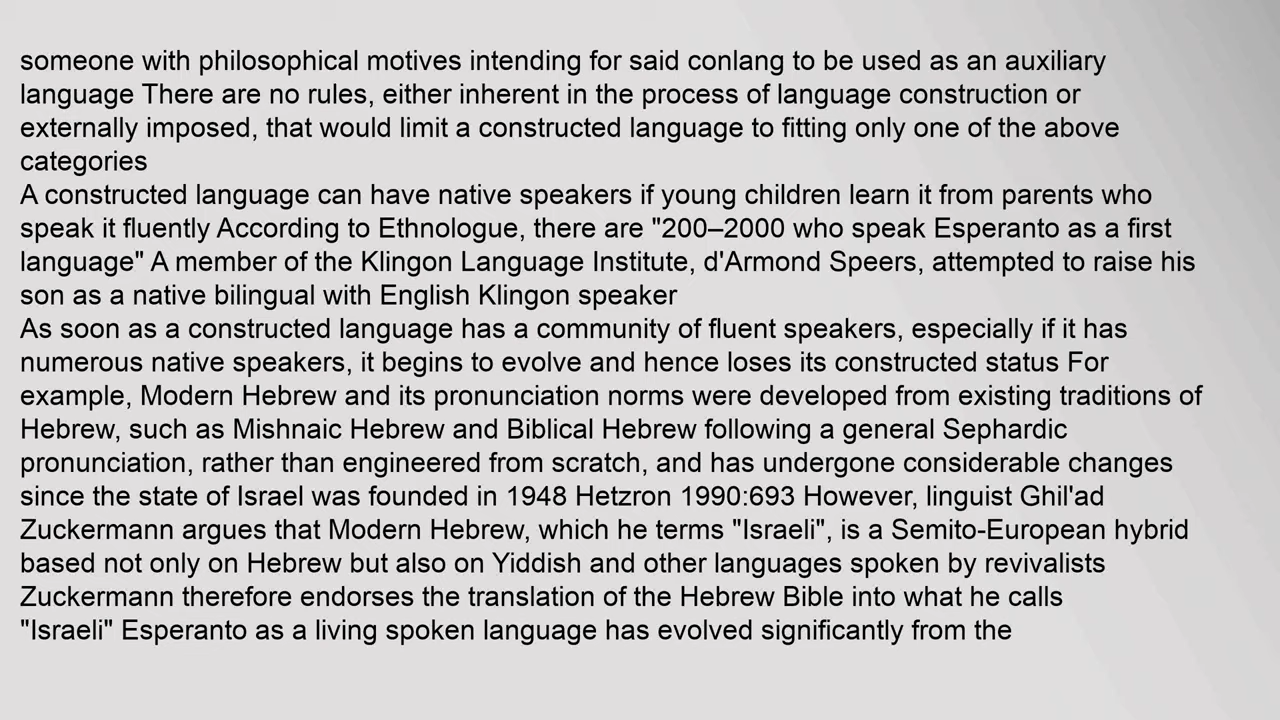 someone with philosophical motives intending for said conlang to be used as an auxiliary
language There are no rules, either inherent in the process of language construction or
externally imposed, that would limit a constructed language to fitting only one of the above
categories
A constructed language can have native speakers if young children learn it from parents who
speak it fluently According to Ethnologue, there are "200–2000 who speak Esperanto as a first
language" A member of the Klingon Language Institute, d'Armond Speers, attempted to raise his
son as a native bilingual with English Klingon speaker
As soon as a constructed language has a community of fluent speakers, especially if it has
numerous native speakers, it begins to evolve and hence loses its constructed status For
example, Modern Hebrew and its pronunciation norms were developed from existing traditions of
Hebrew, such as Mishnaic Hebrew and Biblical Hebrew following a general Sephardic
pronunciation, rather than engineered from scratch, and has undergone considerable changes
since the state of Israel was founded in 1948 Hetzron 1990:693 However, linguist Ghil'ad
Zuckermann argues that Modern Hebrew, which he terms "Israeli", is a Semito-European hybrid
based not only on Hebrew but also on Yiddish and other languages spoken by revivalists
Zuckermann therefore endorses the translation of the Hebrew Bible into what he calls
"Israeli" Esperanto as a living spoken language has evolved significantly from the